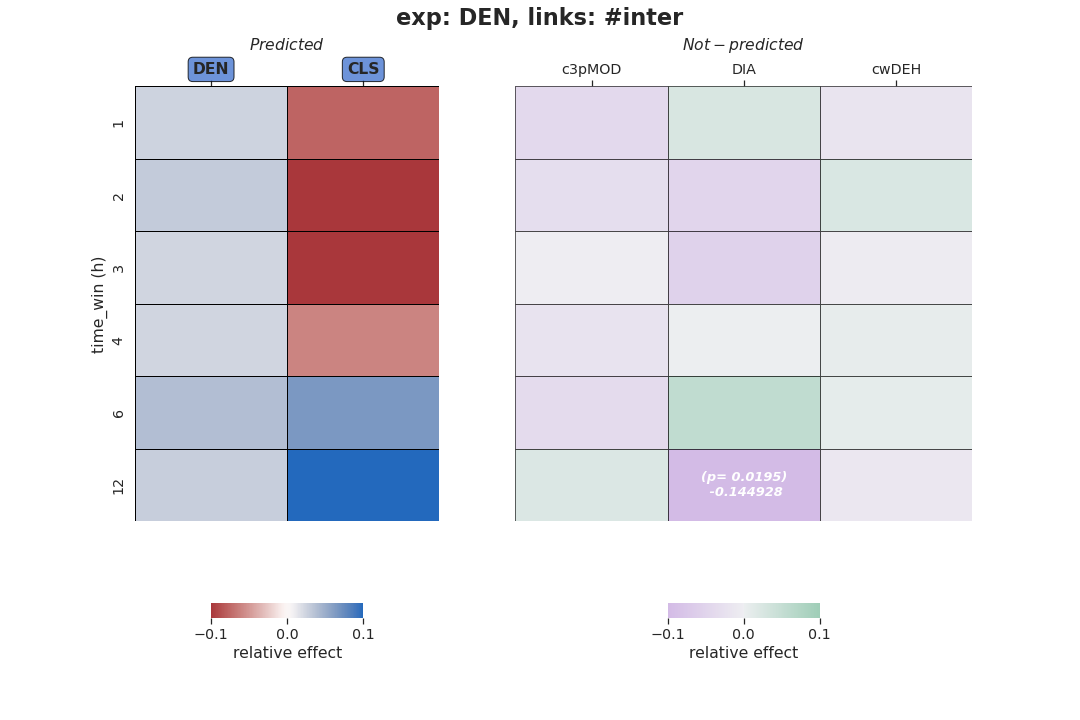 exp: DEN, links: #inter
Predicted
Not − predicted
DEN
CLS
c3pMOD
DIA
cwDEH
time_win (h)
1
2
3
4
6
12
(p= 0.0195)
-0.144928
−0.1
0.0
0.1
relative effect
−0.1
0.0
0.1
relative effect